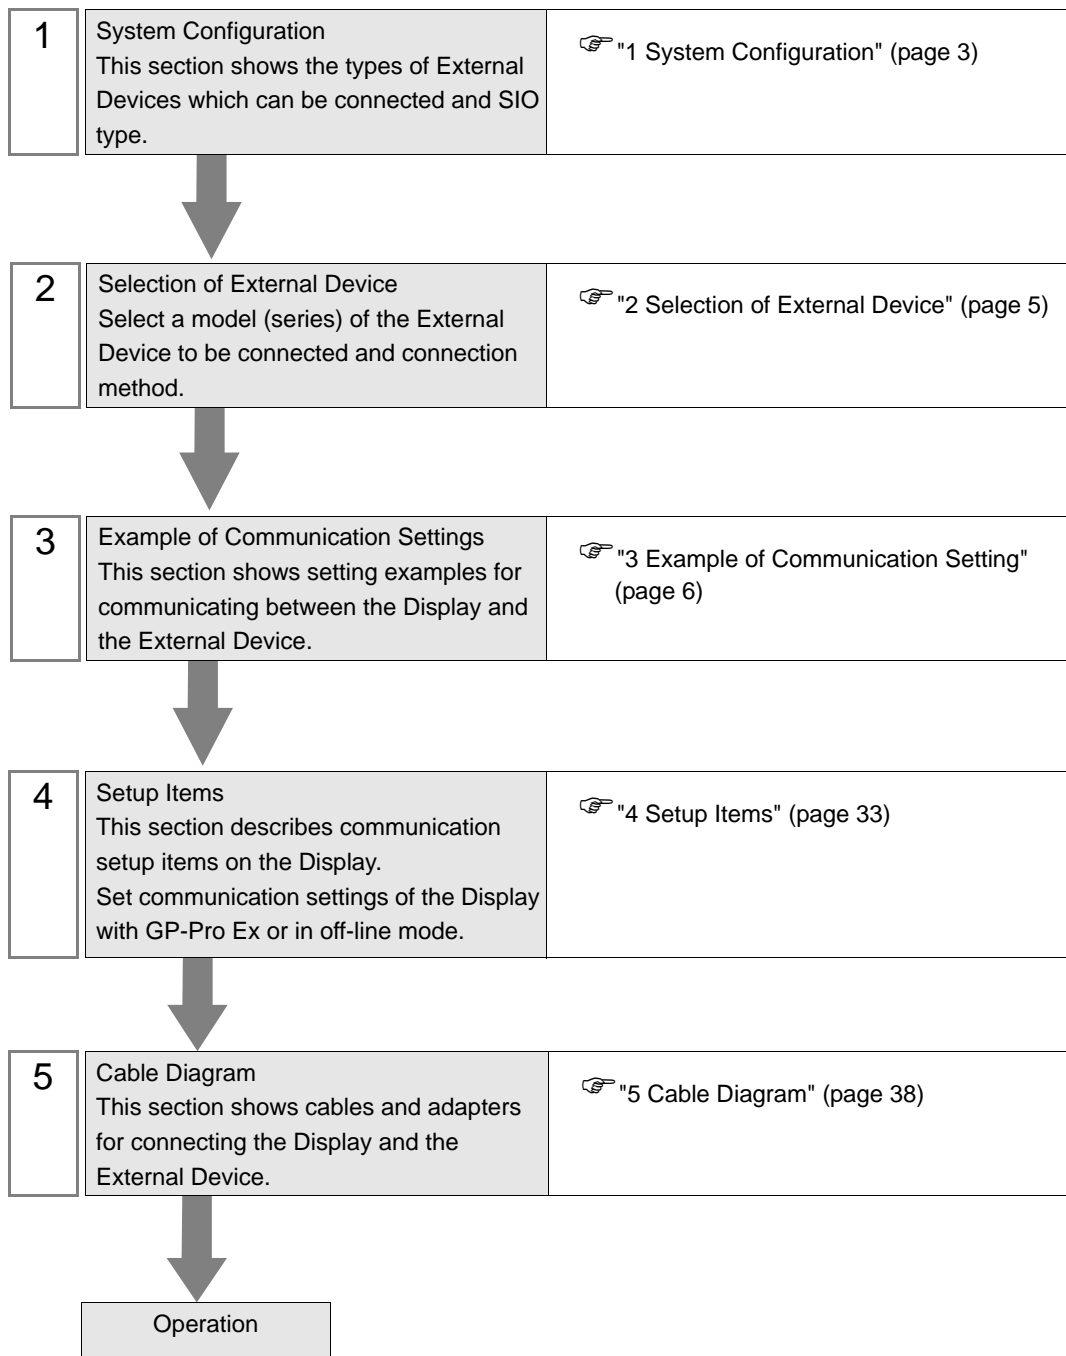 1
System Configuration
This section shows the types of External
Devices which can be connected and SIO
type.
"1 System Configuration" (page 3)
2
Selection of External Device
Select a model (series) of the External
Device to be connected and connection
method.
"2 Selection of External Device" (page 5)
3
Example of Communication Settings
This section shows setting examples for
communicating between the Display and
the External Device.
"3 Example of Communication Setting"
(page 6)
4
Setup Items
This section describes communication
setup items on the Display.
Set communication settings of the Display
with GP-Pro Ex or in off-line mode.
"4 Setup Items" (page 33)
5
Cable Diagram
This section shows cables and adapters
for connecting the Display and the
External Device.
"5 Cable Diagram" (page 38)
Operation